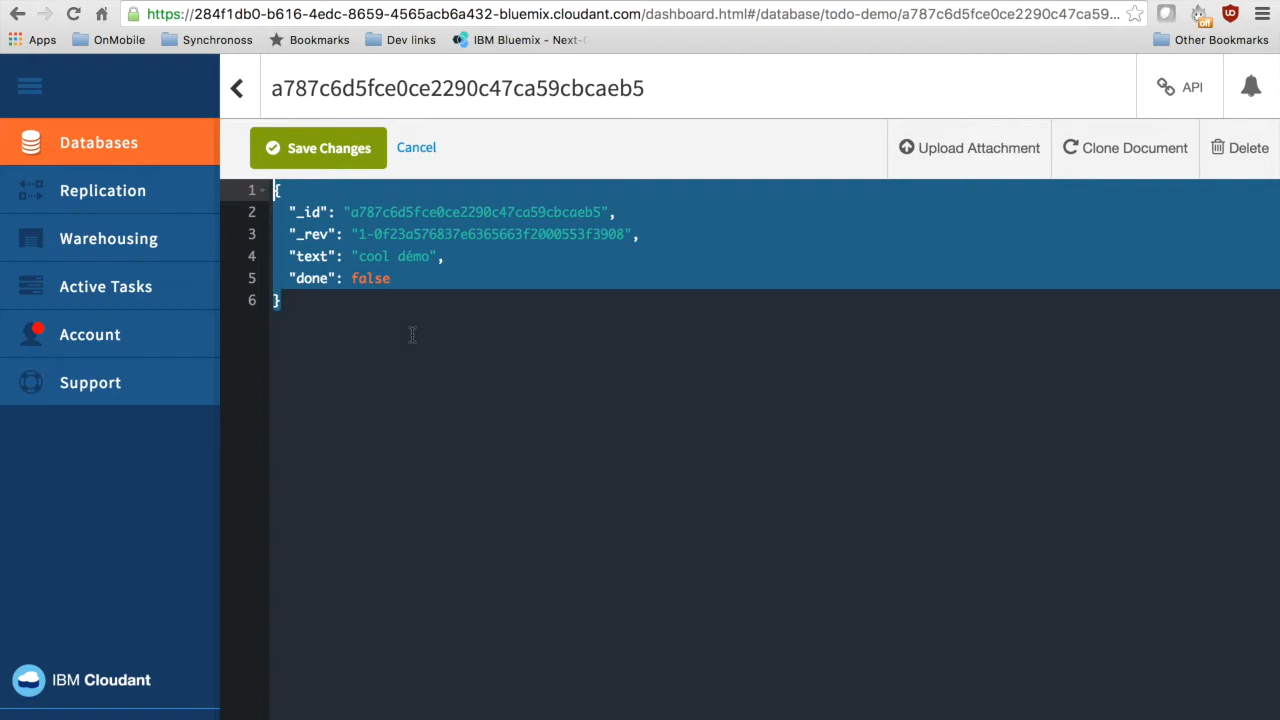 https://284f1db0-b616-4edc-8659-4565acb6a432-bluemix.cloudant.com/dashboard.html#/database/todo-demo/a787c6d5fce0ce2290c47ca59...
off
Apps OnMobile Synchronoss Bookmarks Dev links IBM Bluemix - Next- Other Bookmarks
a787c6d5fce0ce2290c47ca59cbcaeb5 API
Save Changes Cancel Upload Attachment Clone Document Delete
Databases
Replication
Warehousing
Active Tasks
Account
Support
1 {
2 "_id": "a787c6d5fce0ce2290c47ca59cbcaeb5",
3 "_rev": "1-0f23a576837e6365663f2000553f3908",
4 "text": "cool démo",
5 "done": false
6 }
IBM Cloudant